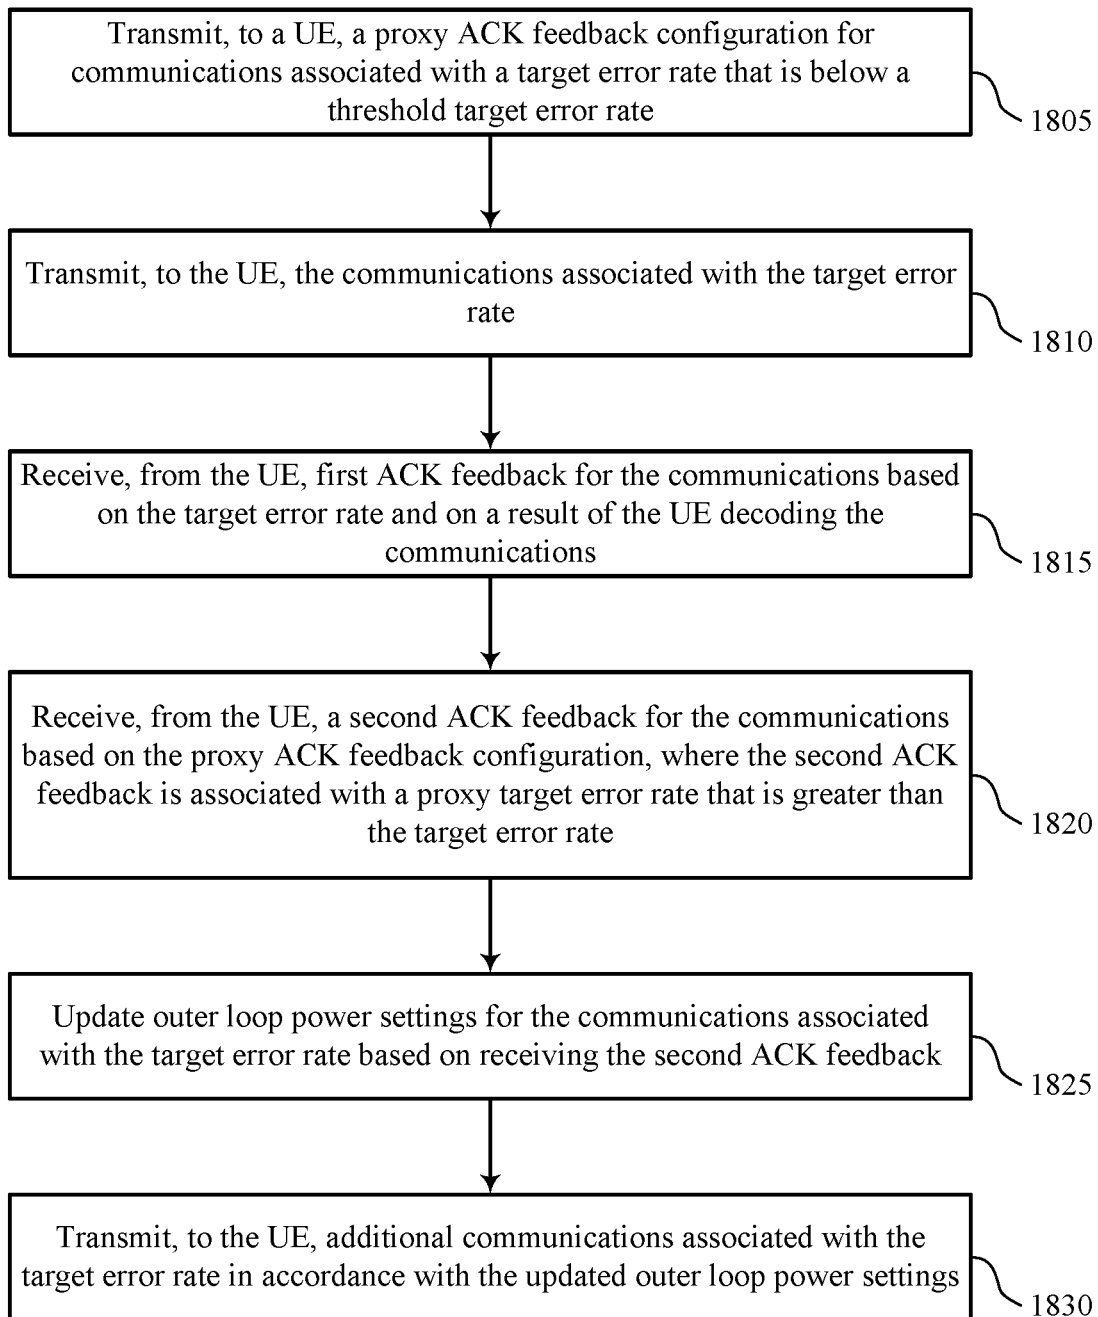 Transmit, to a UE, a proxy ACK feedback configuration for
communications associated with a target error rate that is below a
threshold target error rate
1805
Transmit, to the UE, the communications associated with the target error
rate
1810
Receive, from the UE, first ACK feedback for the communications based
on the target error rate and on a result of the UE decoding the
communications
1815
Receive, from the UE, a second ACK feedback for the communications
based on the proxy ACK feedback configuration, where the second ACK
feedback is associated with a proxy target error rate that is greater than
the target error rate
1820
Update outer loop power settings for the communications associated
with the target error rate based on receiving the second ACK feedback
1825
Transmit, to the UE, additional communications associated with the
target error rate in accordance with the updated outer loop power settings
1830